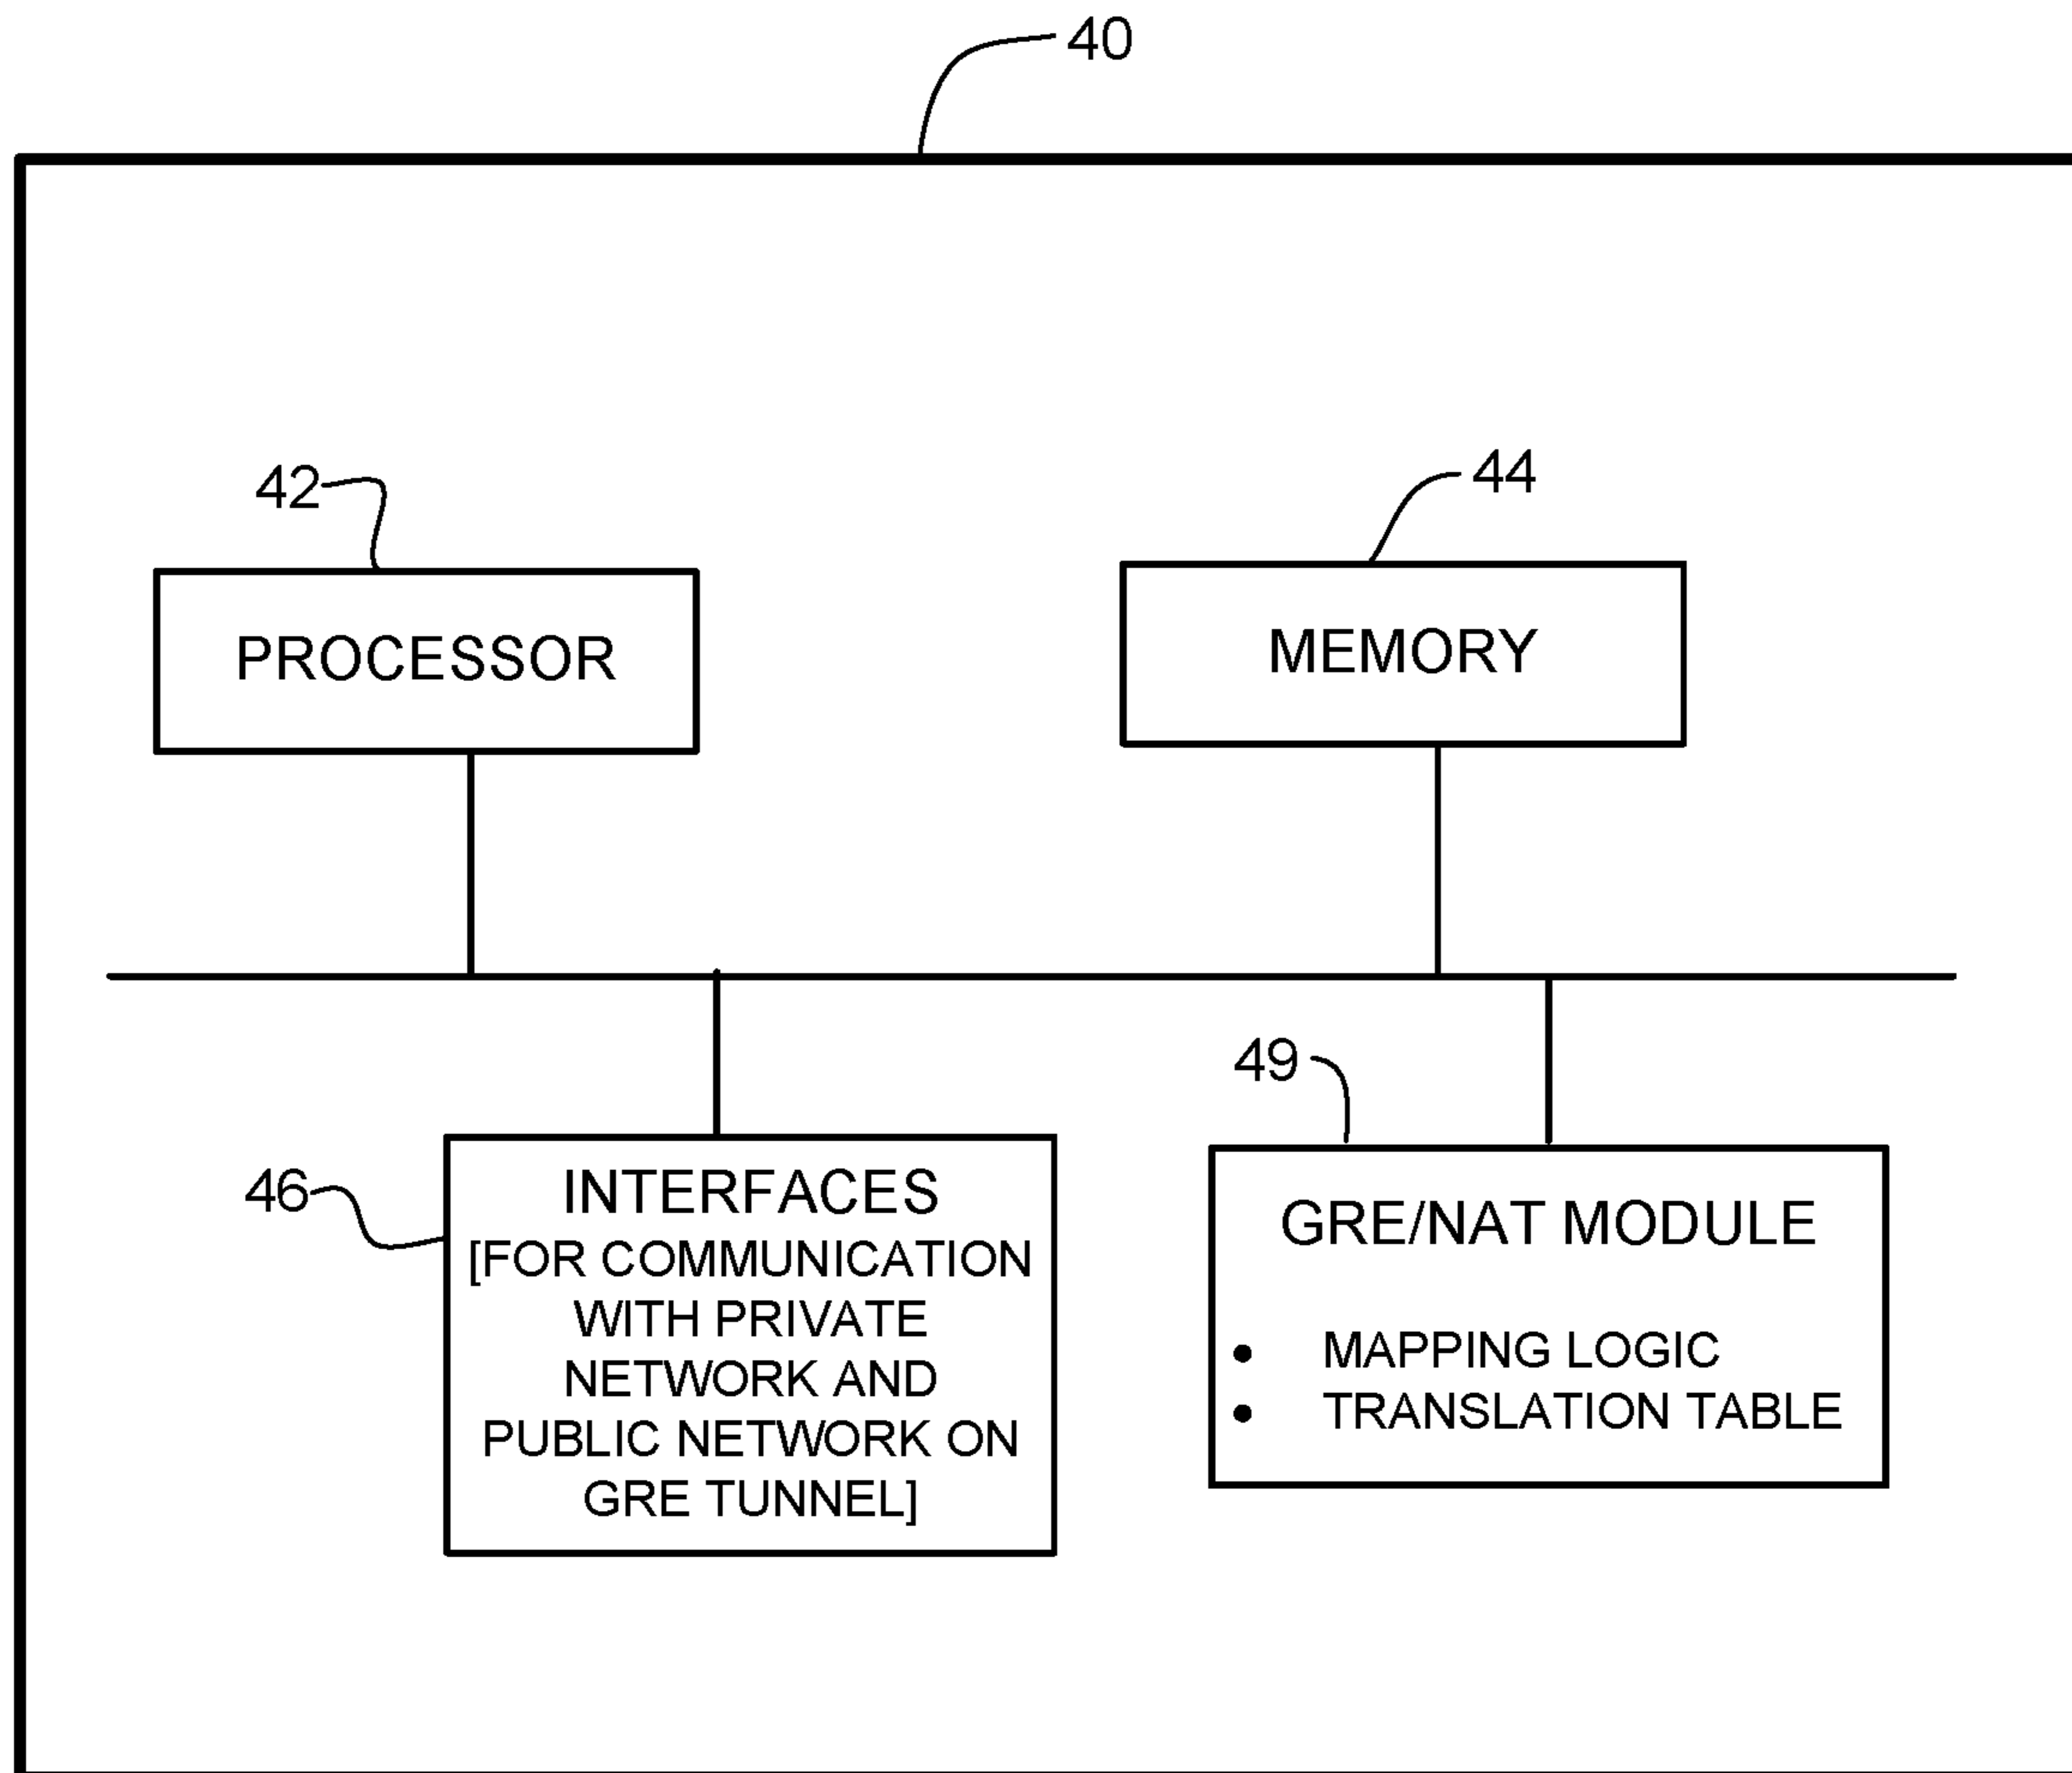 40
42
44
PROCESSOR
MEMORY
49
46
INTERFACES
[FOR COMMUNICATION
WITH PRIVATE
NETWORK AND
PUBLIC NETWORK ON
GRE TUNNEL]
GRE/NAT MODULE
• MAPPING LOGIC
• TRANSLATION TABLE